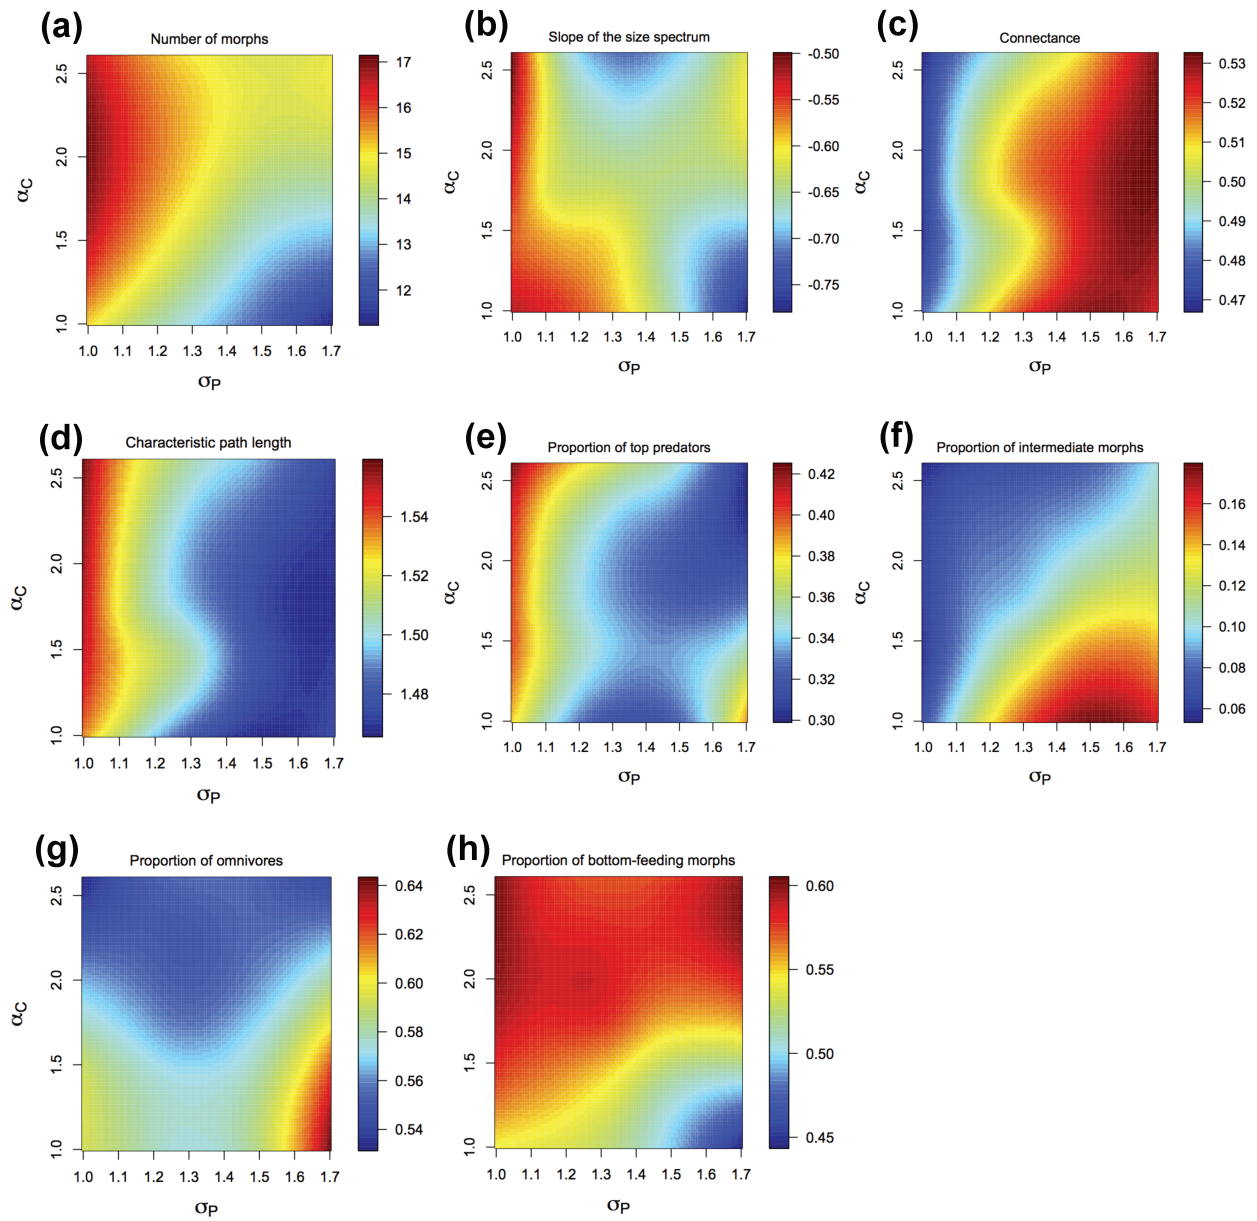 (a)
Number of morphs
2.5
2.0
1.5
1.0
αC
1.0 1.1 1.2 1.3 1.4 1.5 1.6 1.7
σP
17
16
15
14
13
12
(b)
Slope of the size spectrum
2.5
2.0
1.5
1.0
αC
1.0 1.1 1.2 1.3 1.4 1.5 1.6 1.7
σP
-0.50
-0.55
-0.60
-0.65
-0.70
-0.75
(c)
Connectance
2.5
2.0
1.5
1.0
αC
1.0 1.1 1.2 1.3 1.4 1.5 1.6 1.7
σP
0.53
0.52
0.51
0.50
0.49
0.48
0.47
(d)
Characteristic path length
2.5
2.0
1.5
1.0
αC
1.0 1.1 1.2 1.3 1.4 1.5 1.6 1.7
σP
1.54
1.52
1.50
1.48
(e)
Proportion of top predators
2.5
2.0
1.5
1.0
αC
1.0 1.1 1.2 1.3 1.4 1.5 1.6 1.7
σP
0.42
0.40
0.38
0.36
0.34
0.32
0.30
(f)
Proportion of intermediate morphs
2.5
2.0
1.5
1.0
αC
1.0 1.1 1.2 1.3 1.4 1.5 1.6 1.7
σP
0.16
0.14
0.12
0.10
0.08
0.06
(g)
Proportion of omnivores
2.5
2.0
1.5
1.0
αC
1.0 1.1 1.2 1.3 1.4 1.5 1.6 1.7
σP
0.64
0.62
0.60
0.58
0.56
0.54
(h)
Proportion of bottom-feeding morphs
2.5
2.0
1.5
1.0
αC
1.0 1.1 1.2 1.3 1.4 1.5 1.6 1.7
σP
0.60
0.55
0.50
0.45